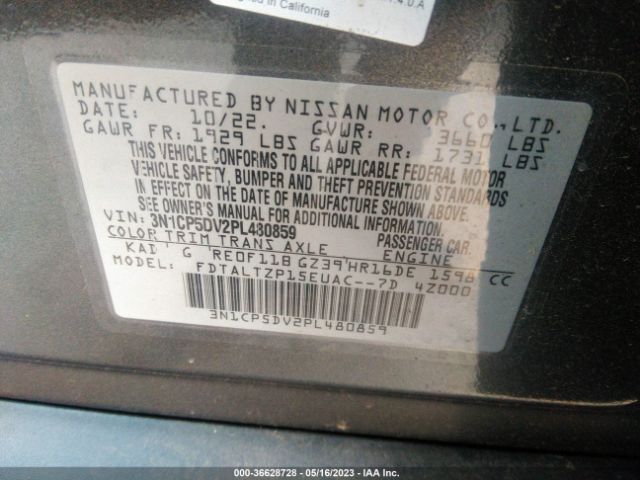 1.4.0.A
in California
MANUFACTURED BY NISSAN MOTOR CO., LTD.
DATE: 10/22. GVWR: 3660 LBS
GAWR FR: 1929 LBS GAWR RR: 1731 LBS
THIS VEHICLE CONFORMS TO ALL APPLICABLE FEDERAL MOTOR
VEHICLE SAFETY, BUMPER AND THEFT PREVENTION STANDARDS
IN EFFECT ON THE DATE OF MANUFACTURE SHOWN ABOVE.
SEE OWNER'S MANUAL FOR ADDITIONAL INFORMATION.
VIN: 3N1CP5DV2PL480859 PASSENGER CAR
COLOR TRIM TRANS AXLE ENGINE
KAD G RE0F11B GZ39 HR16DE 1598 CC
MODEL FDTALTZP15EUAC--7D 4Z000
3N1CP5DV2PL480859
000-36628728 - 05/16/2023 - IAA Inc.